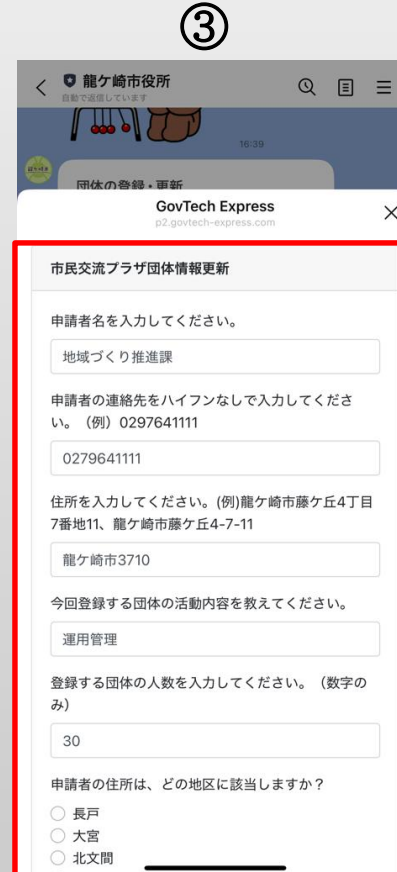 ③
龍ケ崎市役所
自動で返信しています
16:39
団体の登録・更新
GovTech Express
p2.govtech-express.com
市民交流プラザ団体情報更新
申請者名を入力してください。
地域づくり推進課
申請者の連絡先をハイフンなしで入力してくださ
い。（例）0297641111
0279641111
住所を入力してください。(例)龍ケ崎市藤ケ丘4丁目
7番地11、龍ケ崎市藤ケ丘4-7-11
龍ケ崎市3710
今回登録する団体の活動内容を教えてください。
運用管理
登録する団体の人数を入力してください。（数字の
み）
30
申請者の住所は、どの地区に該当しますか？
長戸
大宮
北文間